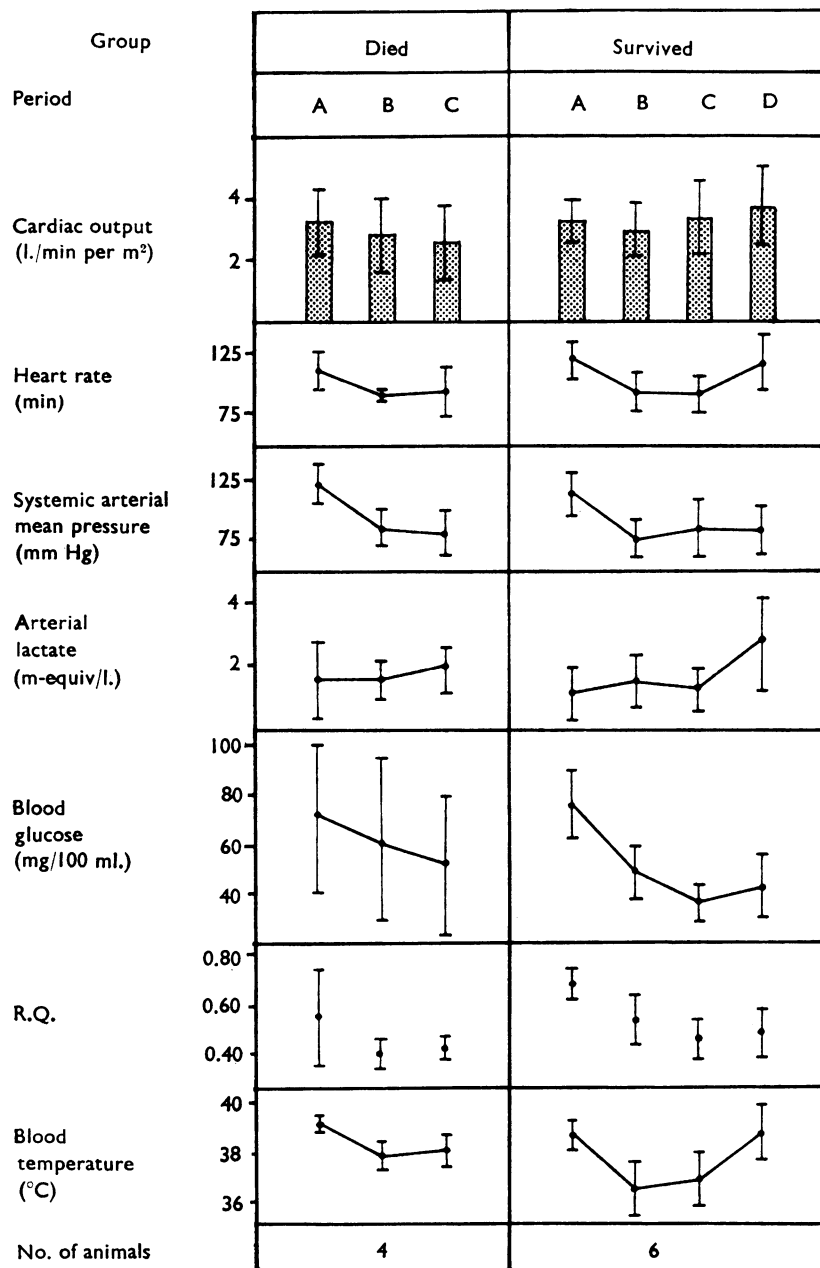 Group Died Survived
Period A B C A B C D
Cardiac output
(l./min per m²)
4
2
Heart rate
(min)
125
75
Systemic arterial
mean pressure
(mm Hg)
125
75
Arterial
lactate
(m-equiv/l.)
4
2
Blood
glucose
(mg/100 ml.)
100
80
60
40
R.Q.
0.80
0.60
0.40
Blood
temperature
(°C)
40
38
36
No. of animals 4 6